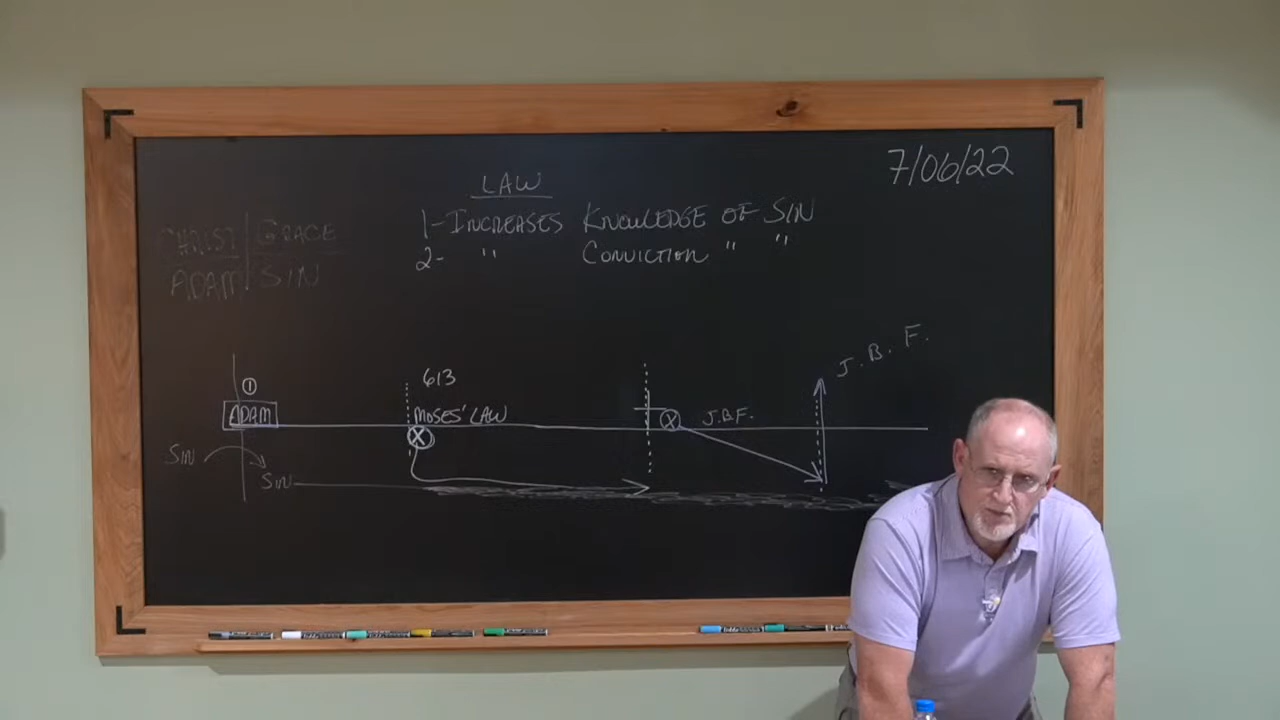 7/06/22
LAW
1-INCREASES KNOWLEDGE OF SIN
2- " CONVICTION " "
CHRIST GRACE
ADAM SIN
J. B. F.
613
1
ADAM
MOSES' LAW
X
X
J.B.F.
SIN
SIN